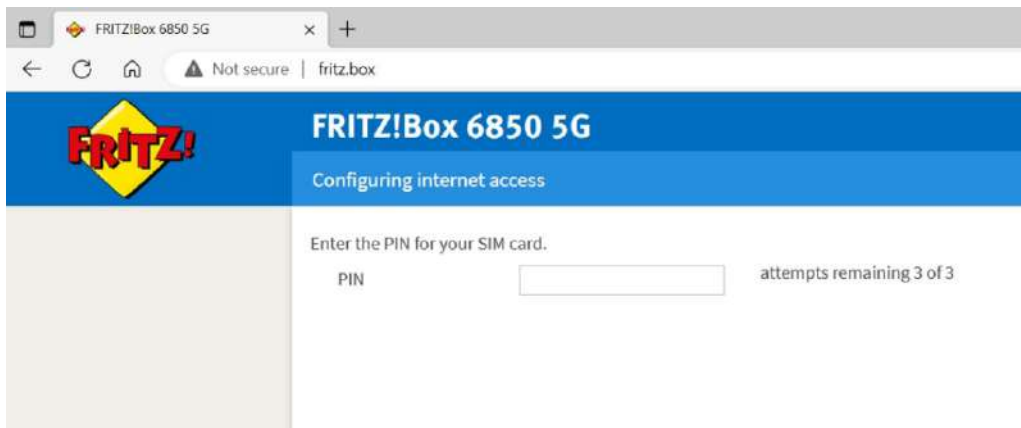 FRITZ!Box 6850 5G
Not secure | fritz.box
FRITZ!
FRITZ!Box 6850 5G
Configuring internet access
Enter the PIN for your SIM card.
PIN attempts remaining 3 of 3